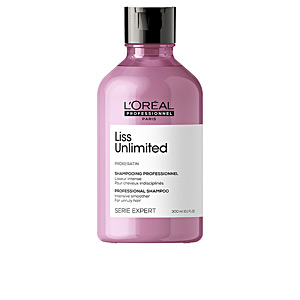 L'ORÉAL
PROFESSIONNEL
PARIS
Liss
Unlimited
PROKERATIN
SHAMPOOING PROFESSIONNEL
Lisseur intense
Pour cheveux indisciplinés
PROFESSIONAL SHAMPOO
Intensive smoother
For unruly hair
SERIE EXPERT
300 ml